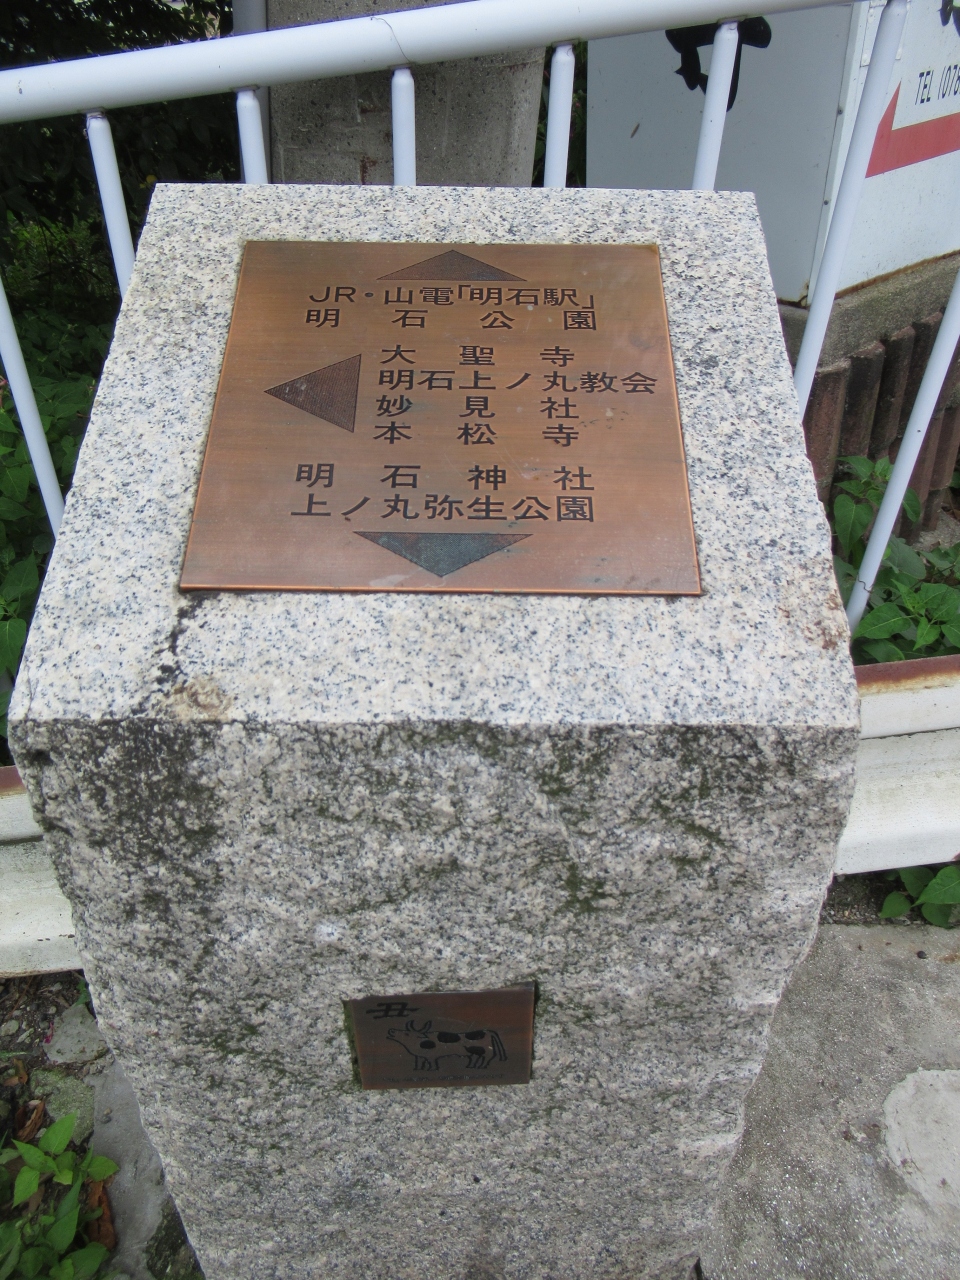 TEL (078
JR・山電「明石駅」
明石公園
大聖寺
明石上ノ丸教会
妙見社
本松寺
明石神社
上ノ丸弥生公園
丑